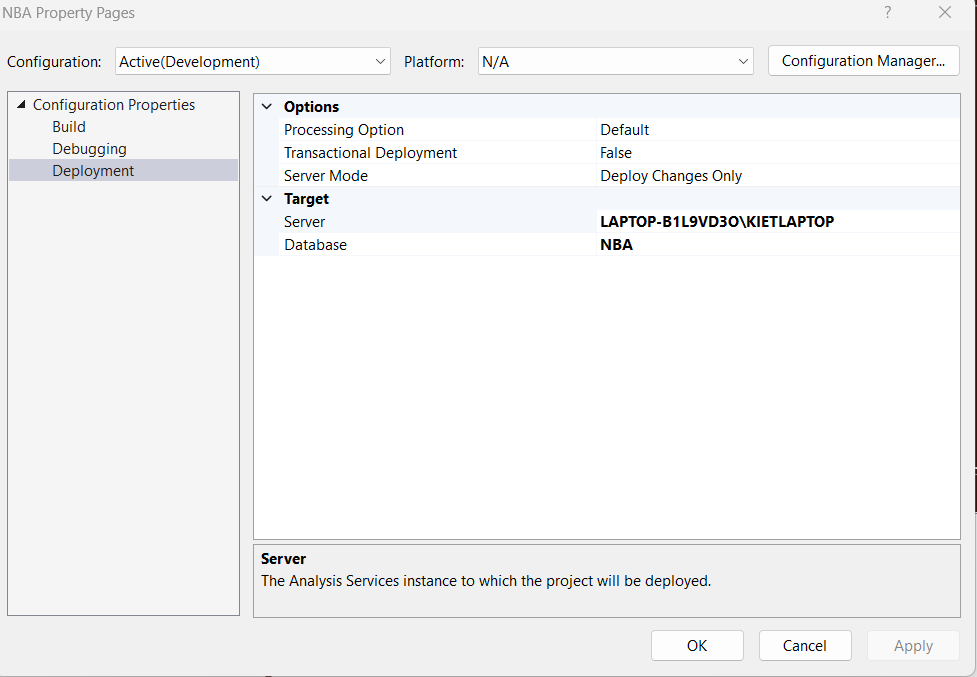 NBA Property Pages ?
Configuration: Active(Development) Platform: N/A Configuration Manager...
Configuration Properties
Build
Debugging
Deployment
Options
Processing Option Default
Transactional Deployment False
Server Mode Deploy Changes Only
Target
Server LAPTOP-B1L9VD3O\KIETLAPTOP
Database NBA
Server
The Analysis Services instance to which the project will be deployed.
OK Cancel Apply